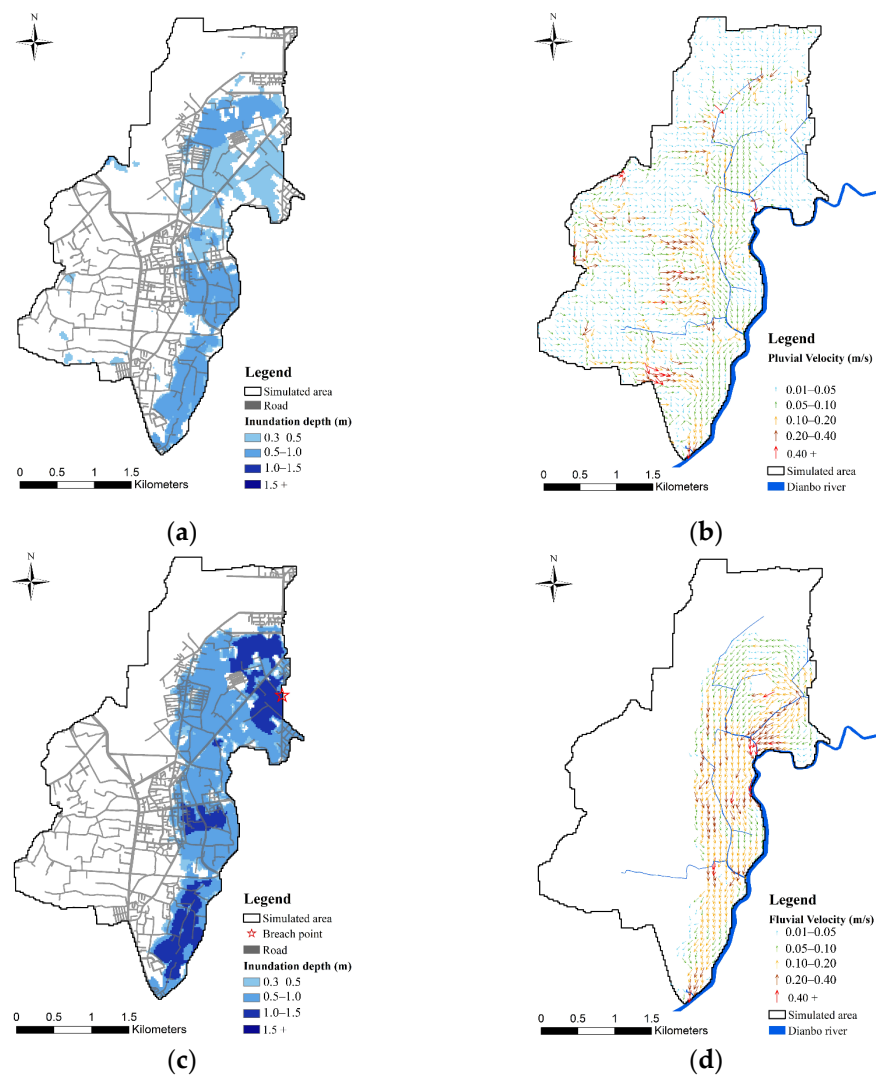 N
Legend
Simulated area
Road
Inundation depth (m)
0.3 0.5
0.5–1.0
1.0–1.5
1.5 +
0 0.5 1 1.5
Kilometers
(a)
N
Legend
Pluvial Velocity (m/s)
0.01–0.05
0.05–0.10
0.10–0.20
0.20–0.40
0.40 +
Simulated area
Dianbo river
0 0.5 1 1.5
Kilometers
(b)
N
Legend
Simulated area
Breach point
Road
Inundation depth (m)
0.3 0.5
0.5–1.0
1.0–1.5
1.5 +
0 0.5 1 1.5
Kilometers
(c)
N
Legend
Fluvial Velocity (m/s)
0.01–0.05
0.05–0.10
0.10–0.20
0.20–0.40
0.40 +
Simulated area
Dianbo river
0 0.5 1 1.5
Kilometers
(d)